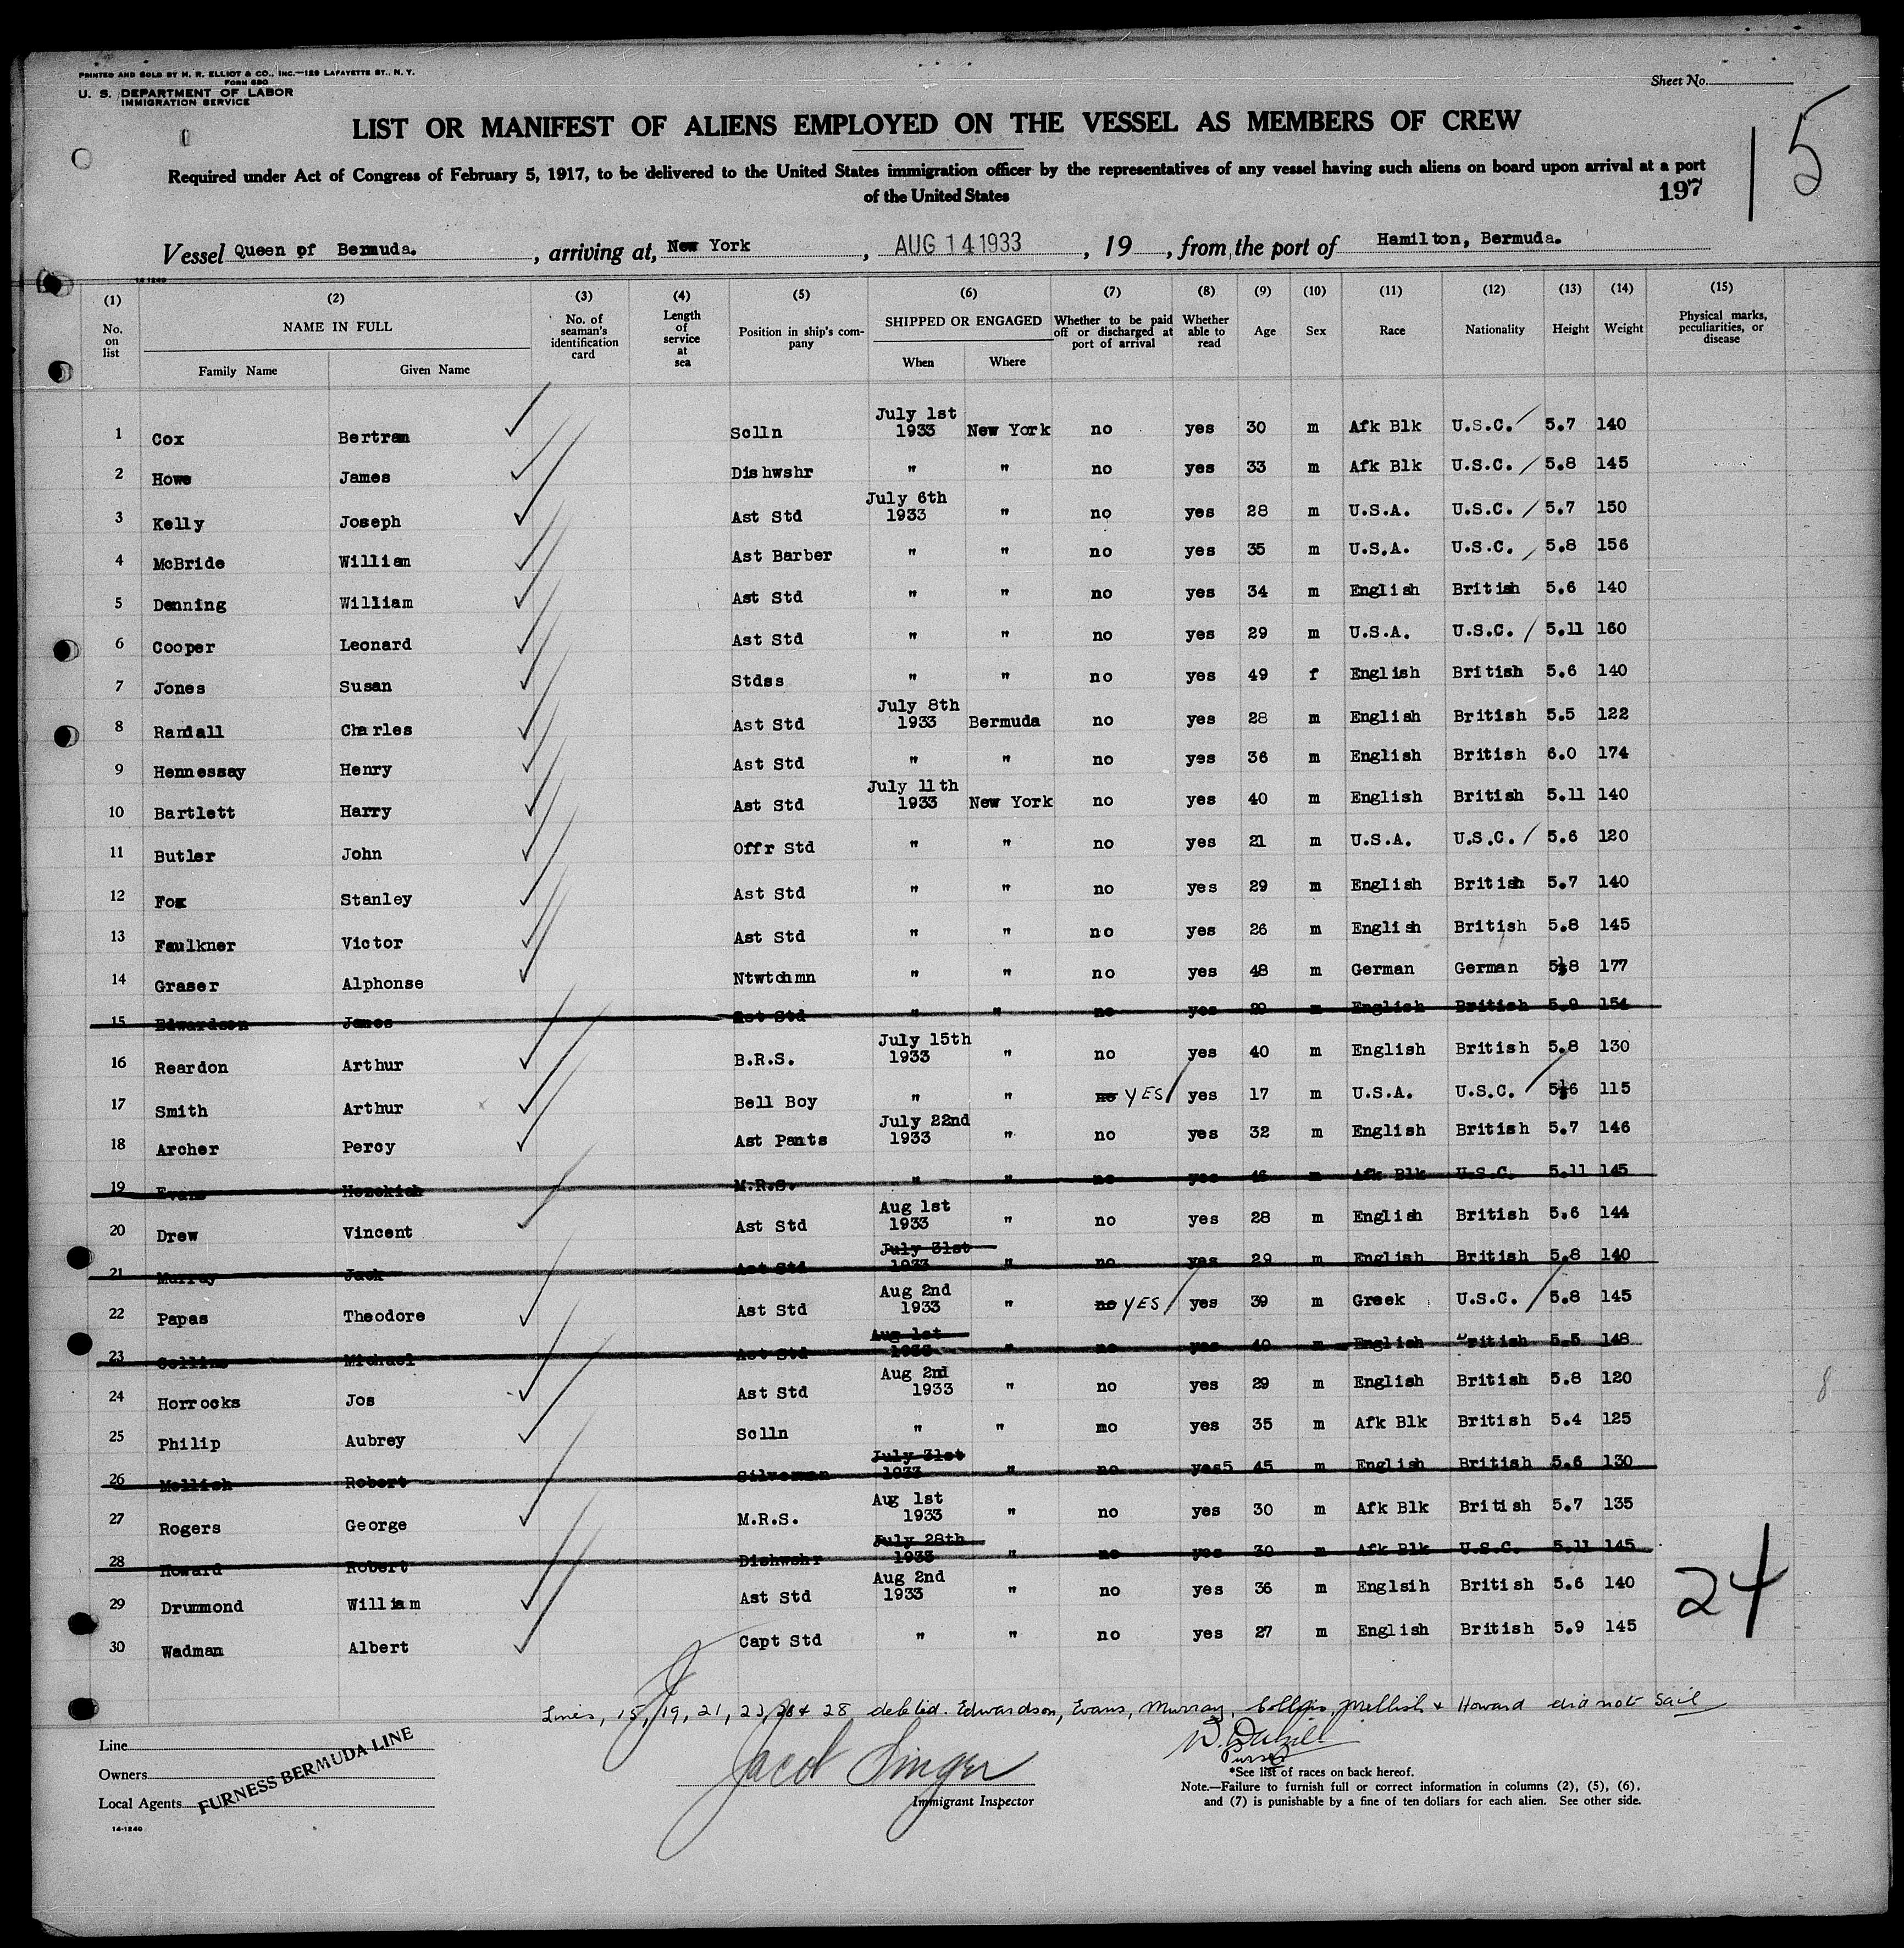 PRINTED AND SOLD BY H. R. ELLIOT & CO., INC.—129 LAFAYETTE ST., N. Y.
FORM 680
U. S. DEPARTMENT OF LABOR
IMMIGRATION SERVICE
Sheet No.
15
LIST OR MANIFEST OF ALIENS EMPLOYED ON THE VESSEL AS MEMBERS OF CREW
Required under Act of Congress of February 5, 1917, to be delivered to the United States immigration officer by the representatives of any vessel having such aliens on board upon arrival at a port
of the United States
197
Vessel Queen of Bermuda. , arriving at, New York , AUG 14 1933 , 19 , from the port of Hamilton, Bermuda.
14-1240
(1) (2) (3) (4) (5) (6) (7) (8) (9) (10) (11) (12) (13) (14) (15)
No. on list NAME IN FULL Family Name Given Name No. of seaman's identification card Length of service at sea Position in ship's company SHIPPED OR ENGAGED When Where Whether to be paid off or discharged at port of arrival Whether able to read Age Sex Race Nationality Height Weight Physical marks, peculiarities, or disease
1 Cox Bertram Sclln July 1st 1933 New York no yes 30 m Afk Blk U.S.C. 5.7 140
2 Howe James Dishwshr " " no yes 33 m Afk Blk U.S.C. 5.8 145
3 Kelly Joseph Ast Std July 6th 1933 " no yes 28 m U.S.A. U.S.C. 5.7 150
4 McBride William Ast Barber " " no yes 35 m U.S.A. U.S.C. 5.8 156
5 Denning William Ast Std " " no yes 34 m English British 5.6 140
6 Cooper Leonard Ast Std " " no yes 29 m U.S.A. U.S.C. 5.11 160
7 Jones Susan Stdss " " no yes 49 f English British 5.6 140
8 Randall Charles Ast Std July 8th 1933 Bermuda no yes 28 m English British 5.5 122
9 Hennessay Henry Ast Std " " no yes 36 m English British 6.0 174
10 Bartlett Harry Ast Std July 11th 1933 New York no yes 40 m English British 5.11 140
11 Butler John Offr Std " " no yes 21 m U.S.A. U.S.C. 5.6 120
12 Fox Stanley Ast Std " " no yes 29 m English British 5.7 140
13 Faulkner Victor Ast Std " " no yes 26 m English British 5.8 145
14 Graser Alphonse Ntwtchmn " " no yes 48 m German German 5.8 177
15 Edwardson James Ast Std " " no yes 29 m English British 5.9 154
16 Reardon Arthur B.R.S. July 15th 1933 " no yes 40 m English British 5.8 130
17 Smith Arthur Bell Boy " " no YES yes 17 m U.S.A. U.S.C. 5.6 115
18 Archer Percy Ast Pants July 22nd 1933 " no yes 32 m English British 5.7 146
19 Evans Hezekiah M.R.S. " " no yes 46 m Afk Blk U.S.C. 5.11 145
20 Drew Vincent Ast Std Aug 1st 1933 " no yes 28 m English British 5.6 144
21 Murray Jack Ast Std July 31st 1933 " no yes 29 m English British 5.8 140
22 Papas Theodore Ast Std Aug 2nd 1933 " no YES yes 39 m Greek U.S.C. 5.8 145
23 Collins Michael Ast Std Aug 1st 1933 " no yes 40 m English British 5.5 148
24 Horrocks Jos Ast Std Aug 2nd 1933 " no yes 29 m English British 5.8 120
25 Philip Aubrey Sclln " " mo yes 35 m Afk Blk British 5.4 125
26 Mellish Robert Silverman July 31st 1933 " no yes5 45 m English British 5.6 130
27 Rogers George M.R.S. Aug 1st 1933 " no yes 30 m Afk Blk British 5.7 135
28 Howard Robert Dishwshr July 28th 1933 " no yes 30 m Afk Blk U.S.C. 5.11 145
29 Drummond William Ast Std Aug 2nd 1933 " no yes 36 m Englsih British 5.6 140
30 Wadman Albert Capt Std " " no yes 27 m English British 5.9 145
8
24
Lines, 15, 19, 21, 23, 26 & 28 deleted. Edwardson, Evans, Murray, Collins, Mellish & Howard did not sail
Purser
Line
Owners
Local Agents
FURNESS BERMUDA LINE
Jacob Singer
Immigrant Inspector
*See list of races on back hereof.
Note.—Failure to furnish full or correct information in columns (2), (5), (6),
and (7) is punishable by a fine of ten dollars for each alien. See other side.
14-1240